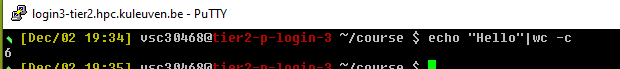 login3-tier2.hpc.kuleuven.be - PuTTY
[Dec/02 19:34] vsc30468@tier2-p-login-3 ~/course $ echo "Hello"|wc -c
6
[Dec/02 19:35] vsc30468@tier2-p-login-3 ~/course $